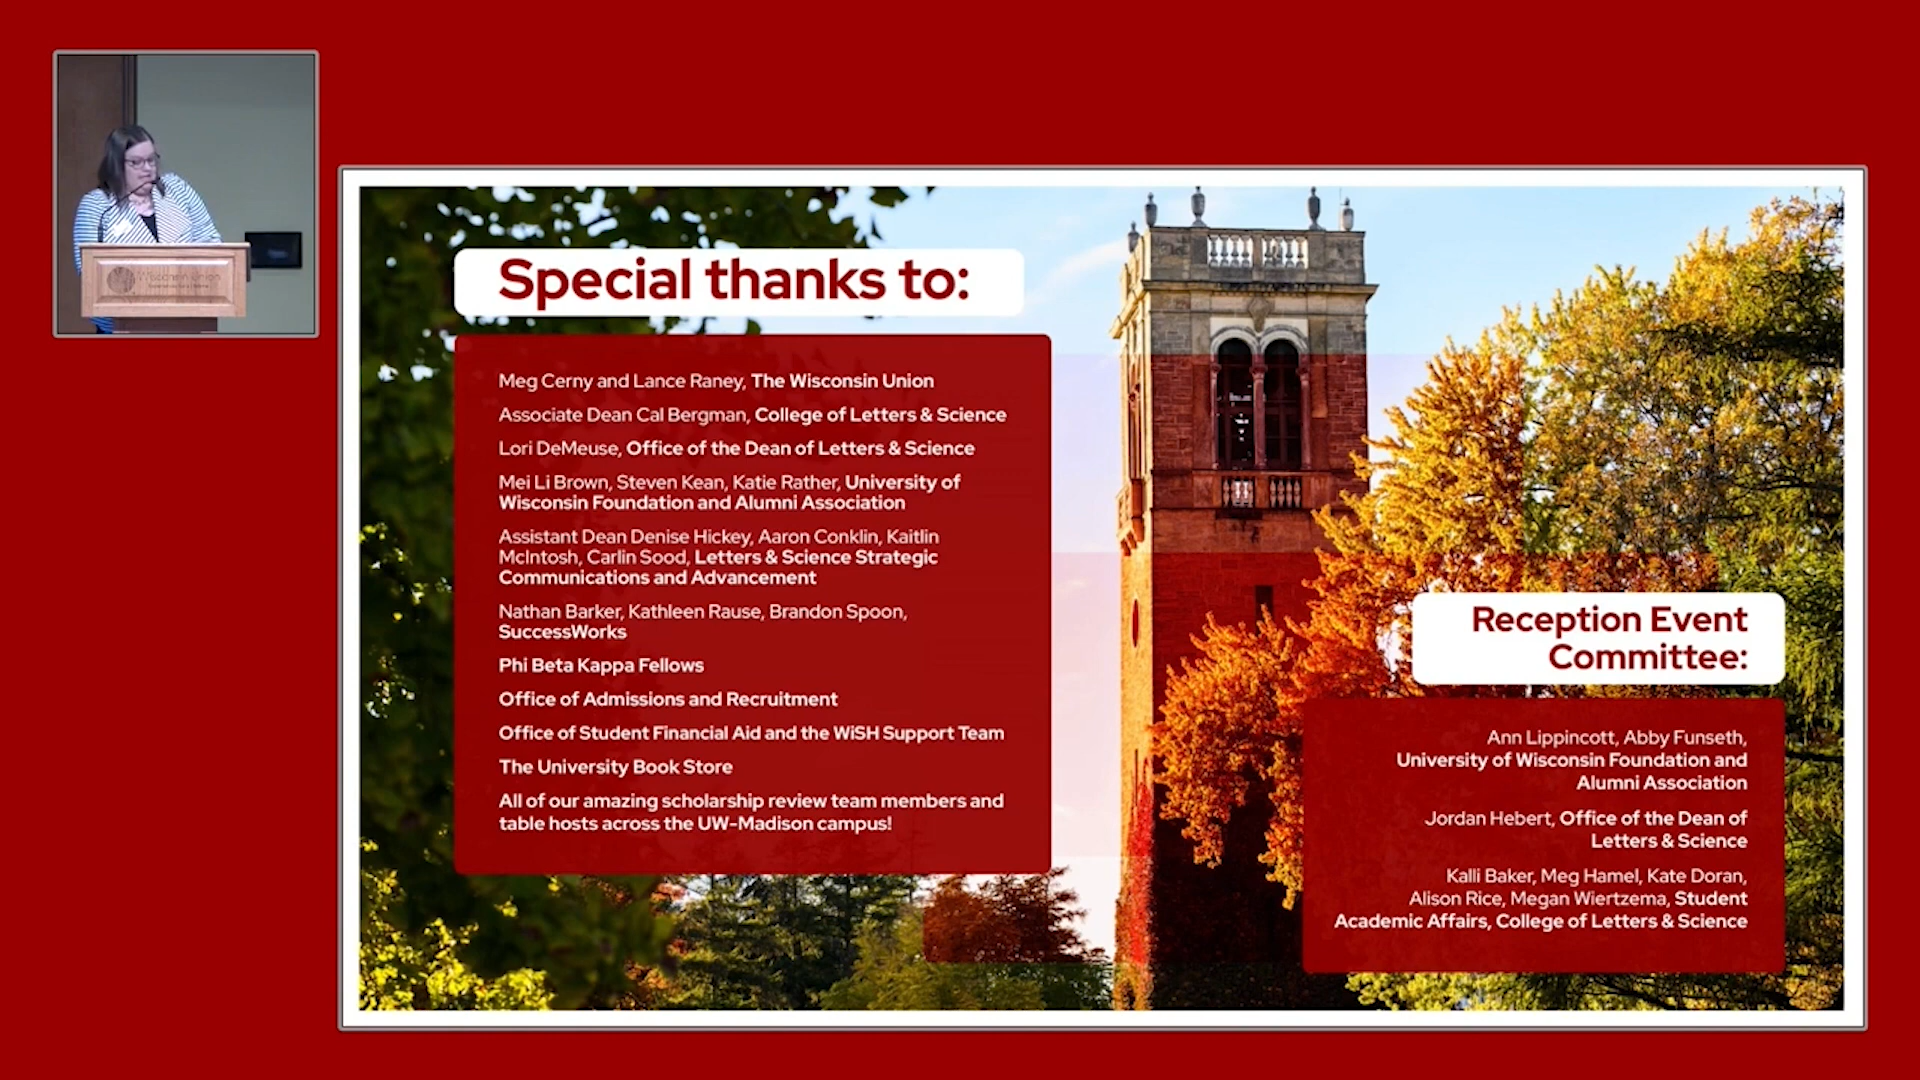 Wisconsin Union
Special thanks to:
Meg Cerny and Lance Raney, The Wisconsin Union
Associate Dean Cal Bergman, College of Letters & Science
Lori DeMeuse, Office of the Dean of Letters & Science
Mei Li Brown, Steven Kean, Katie Rather, University of
Wisconsin Foundation and Alumni Association
Assistant Dean Denise Hickey, Aaron Conklin, Kaitlin
McIntosh, Carlin Sood, Letters & Science Strategic
Communications and Advancement
Nathan Barker, Kathleen Rause, Brandon Spoon,
SuccessWorks
Phi Beta Kappa Fellows
Office of Admissions and Recruitment
Office of Student Financial Aid and the WiSH Support Team
The University Book Store
All of our amazing scholarship review team members and
table hosts across the UW-Madison campus!
Reception Event
Committee:
Ann Lippincott, Abby Funseth,
University of Wisconsin Foundation and
Alumni Association
Jordan Hebert, Office of the Dean of
Letters & Science
Kalli Baker, Meg Hamel, Kate Doran,
Alison Rice, Megan Wiertzema, Student
Academic Affairs, College of Letters & Science